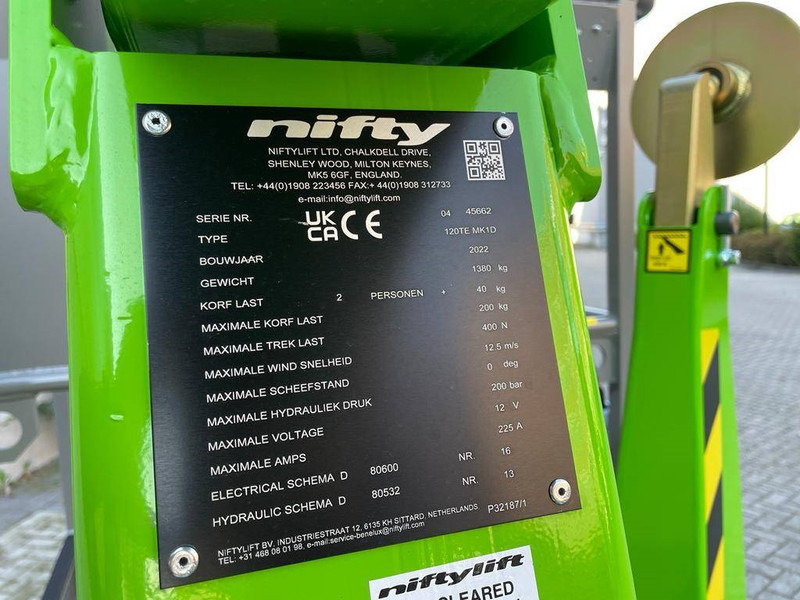 nifty
NIFTYLIFT LTD, CHALKDELL DRIVE,
SHENLEY WOOD, MILTON KEYNES,
MK5 6GF, ENGLAND.
TEL: +44(0)1908 223456 FAX:+ 44(0)1908 312733
e-mail:info@niftylift.com
SERIE NR. UK CA CE 04 45662
TYPE 120TE MK1D
BOUWJAAR 2022
GEWICHT 1380 kg
KORF LAST 2 PERSONEN + 40 kg
MAXIMALE KORF LAST 200 kg
MAXIMALE TREK LAST 400 N
MAXIMALE WIND SNELHEID 12.5 m/s
MAXIMALE SCHEEFSTAND 0 deg
MAXIMALE HYDRAULIEK DRUK 200 bar
MAXIMALE VOLTAGE 12 V
MAXIMALE AMPS 225 A
ELECTRICAL SCHEMA D 80600 NR. 16
HYDRAULIC SCHEMA D 80532 NR. 13
NIFTYLIFT BV. INDUSTRIESTRAAT 12, 6135 KH SITTARD, NETHERLANDS. P32187/1
TEL. +31 468 08 01 98, e-mail:service-benelux@niftylift.com
niftylift
CLEARED